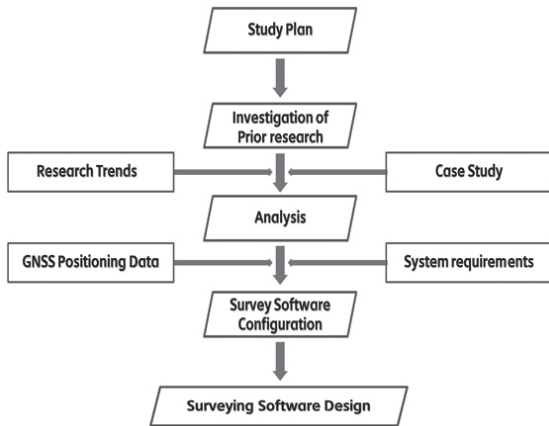 Study Plan
Investigation of
Prior research
Research Trends
Case Study
Analysis
GNSS Positioning Data
System requirements
Survey Software
Configuration
Surveying Software Design